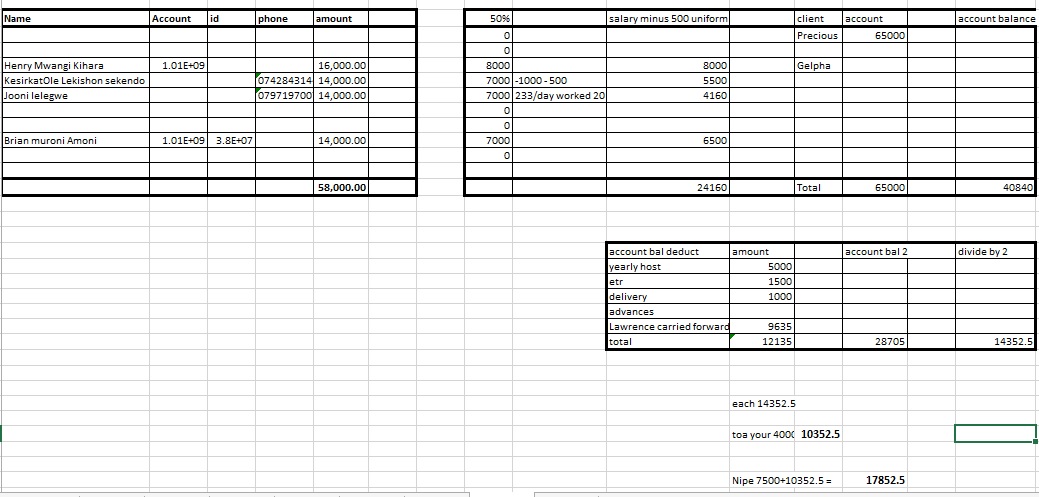 Name Account id phone amount 50% salary minus 500 uniform client account account balance
0 Precious 65000
0
Henry Mwangi Kihara 1.01E+09 16,000.00 8000 8000 Gelpha
KesirkatOle Lekishon sekendo 074284314 14,000.00 7000 -1000 - 500 5500
Jooni lelegwe 079719700 14,000.00 7000 233/day worked 20 4160
0
0
Brian muroni Amoni 1.01E+09 3.8E+07 14,000.00 7000 6500
0
58,000.00 24160 Total 65000 40840
account bal deduct amount account bal 2 divide by 2
yearly host 5000
etr 1500
delivery 1000
advances
Lawrence carried forward 9635
total 12135 28705 14352.5
each 14352.5
toa your 400 10352.5
Nipe 7500+10352.5 = 17852.5